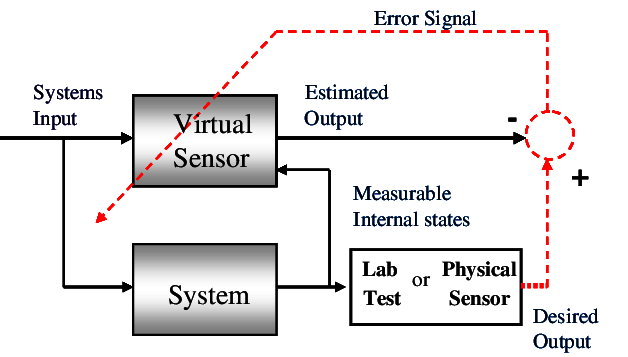 Error Signal
Systems
Input
Estimated
Output
Virtual
Sensor
-
+
Measurable
Internal states
System
Lab
Test
or
Physical
Sensor
Desired
Output